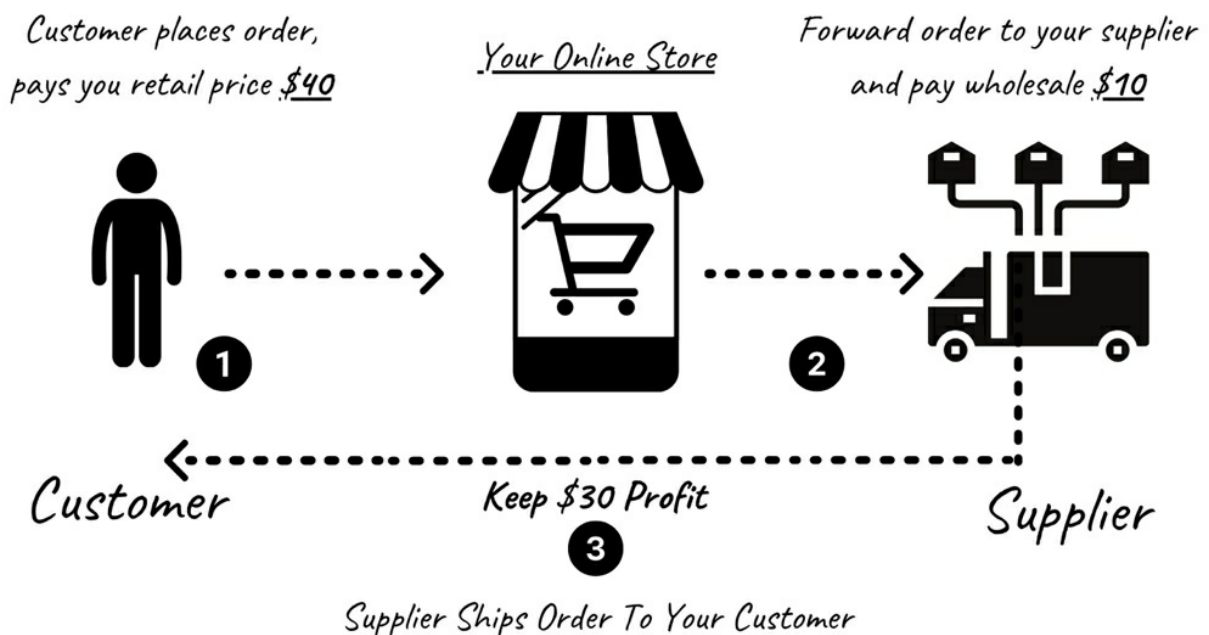 Customer places order,
pays you retail price $40
Your Online Store
Forward order to your supplier
and pay wholesale $10
1
2
Customer
Keep $30 Profit
Supplier
3
Supplier Ships Order To Your Customer